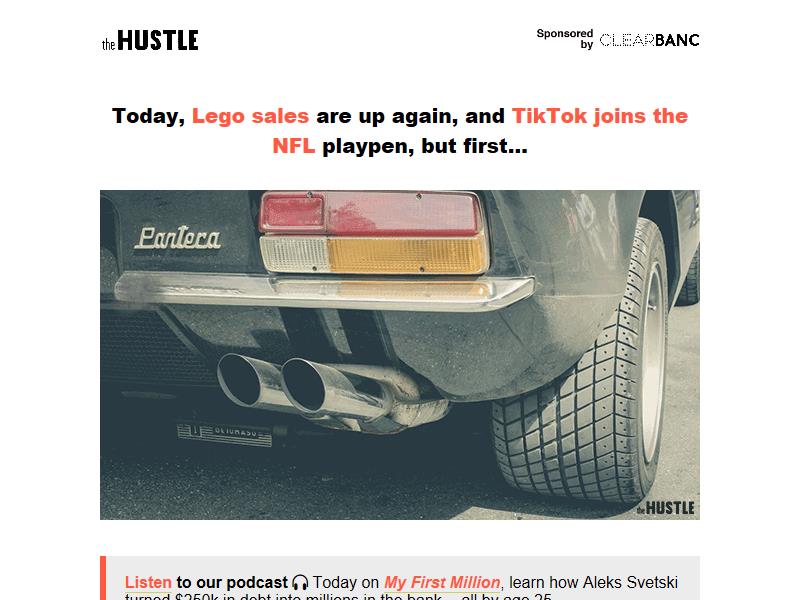 the HUSTLE
Sponsored
by CLEARBANC
Today, Lego sales are up again, and TikTok joins the
NFL playpen, but first...
Pantera
DETOMASO
the HUSTLE
Listen to our podcast 🎧 Today on My First Million, learn how Aleks Svetski
turned $250k in debt into millions in the bank... all by age 25